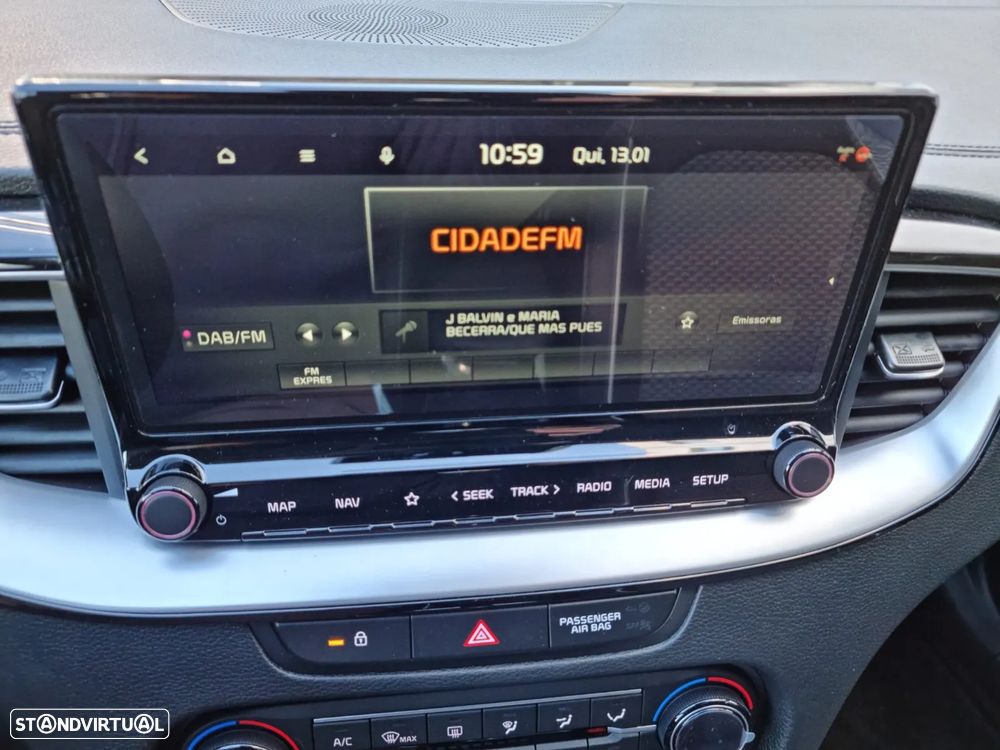 10:59 Qui, 13.01
CIDADEFM
DAB/FM
J BALVIN e MARIA
BECERRA/QUE MAS PUES
Emissoras
FM
EXPRES
MAP NAV < SEEK TRACK > RADIO MEDIA SETUP
PASSENGER
AIR BAG
A/C MAX
STANDVIRTUAL